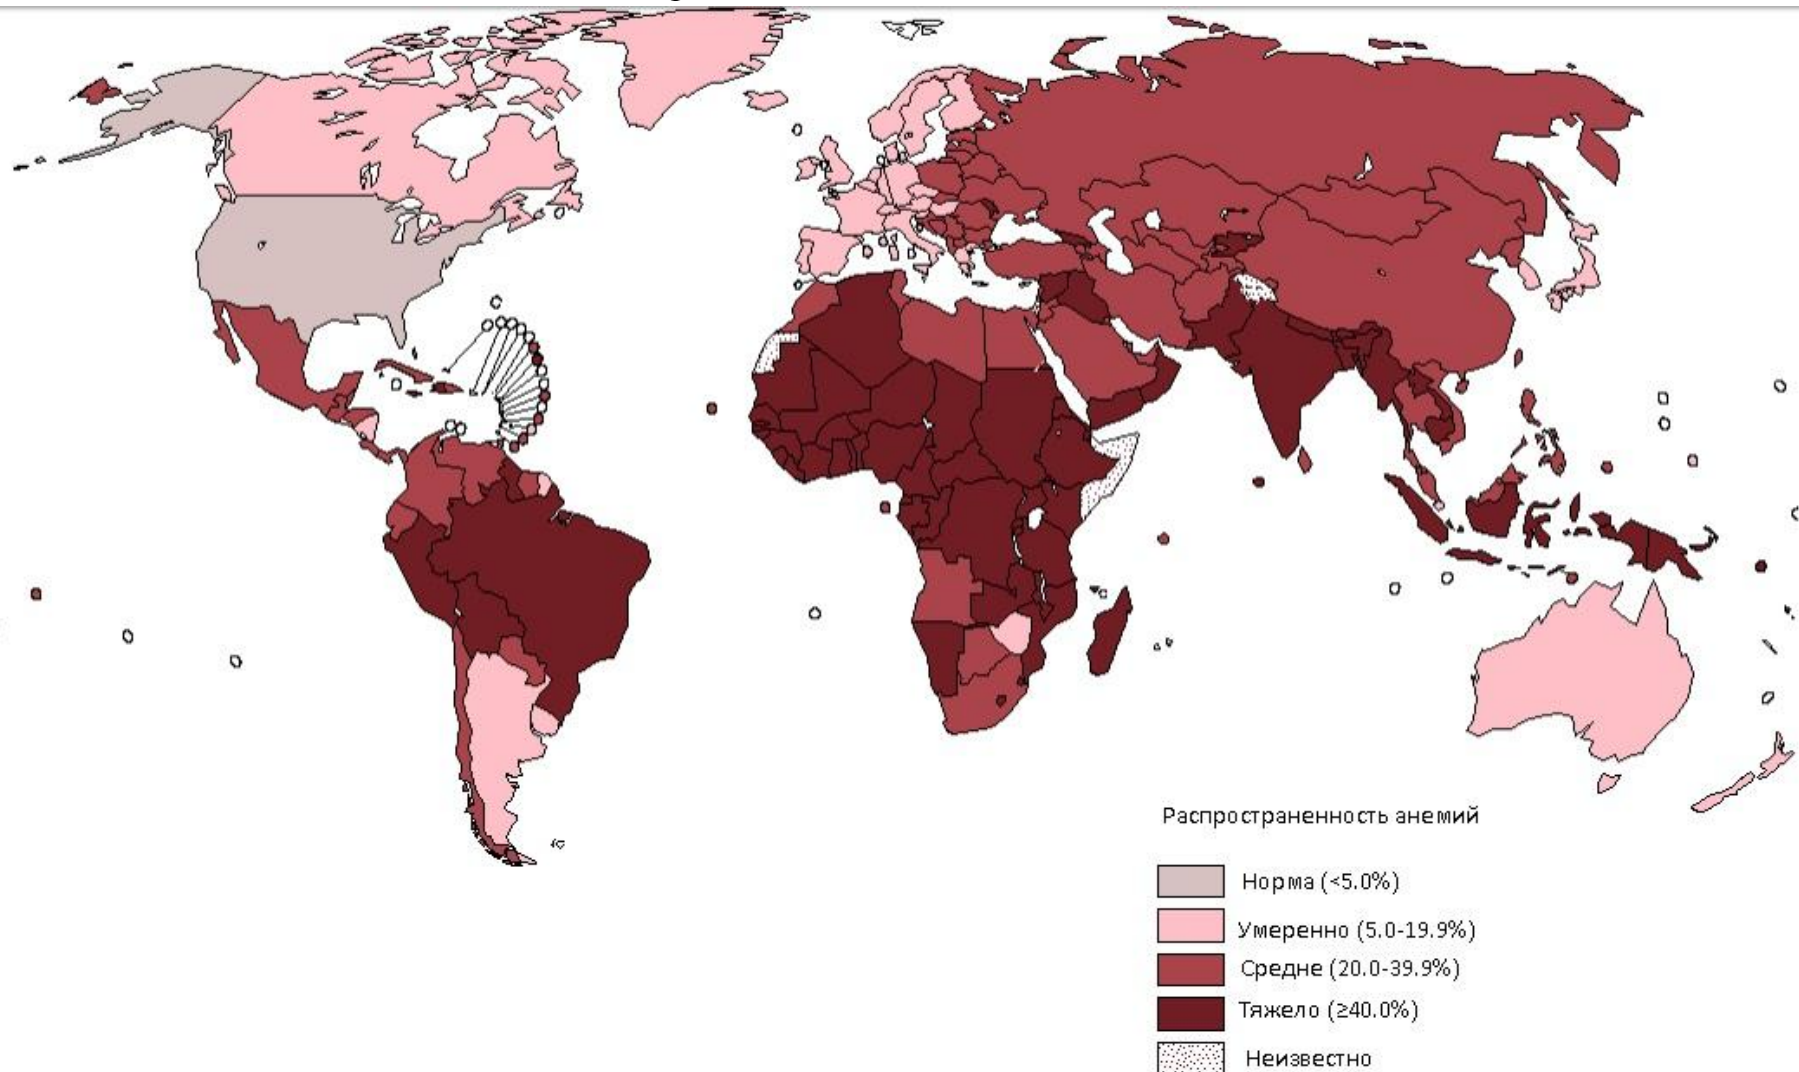 Распространенность анемий
Норма (<5.0%)
Умеренно (5.0-19.9%)
Средне (20.0-39.9%)
Тяжело (≥40.0%)
Неизвестно